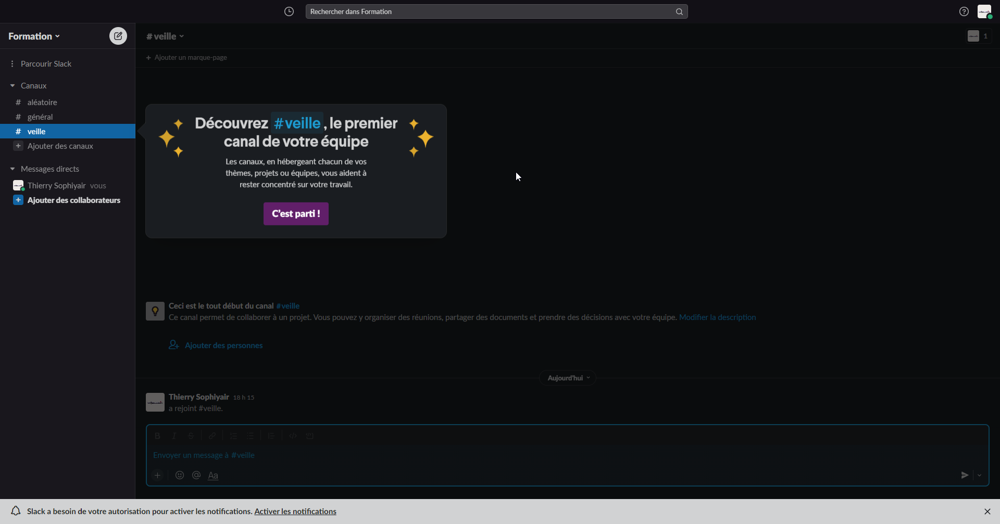 Rechercher dans Formation
Formation
# veille
1
+ Ajouter un marque-page
Parcourir Slack
Canaux
# aléatoire
# général
# veille
+ Ajouter des canaux
Messages directs
Thierry Sophiyair vous
+ Ajouter des collaborateurs
Découvrez #veille, le premier
canal de votre équipe
Les canaux, en hébergeant chacun de vos
thèmes, projets ou équipes, vous aident à
rester concentré sur votre travail.
C’est parti !
Ceci est le tout début du canal #veille
Ce canal permet de collaborer à un projet. Vous pouvez y organiser des réunions, partager des documents et prendre des décisions avec votre équipe. Modifier la description
Ajouter des personnes
Aujourd'hui
Thierry Sophiyair 18 h 15
a rejoint #veille.
B I S
Envoyer un message à #veille
+ @ Aa
Slack a besoin de votre autorisation pour activer les notifications. Activer les notifications